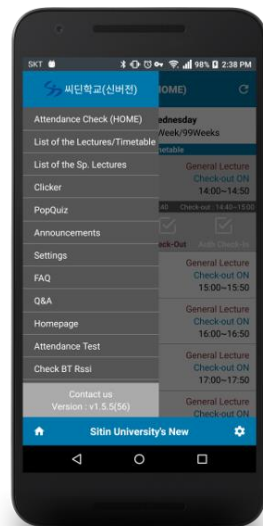 SKT 98% 2:38 PM
씨딘학교(신버전)
HOME)
Attendance Check (HOME)
ednesday
Week/99Weeks
List of the Lectures/Timetable
metable
List of the Sp. Lectures
General Lecture
Check-out ON
14:00~14:50
Clicker
PopQuiz
:40 Check-out : 14:40~15:00
Announcements
eck-Out Auth Check-in
Settings
General Lecture
Check-out ON
15:00~15:50
FAQ
Q&A
General Lecture
Check-out ON
16:00~16:50
Homepage
Attendance Test
General Lecture
Check-out ON
17:00~17:50
Check BT Rssi
Contact us
Version : v1.5.5(56)
General Lecture
Check-out ON
Sitin University's New